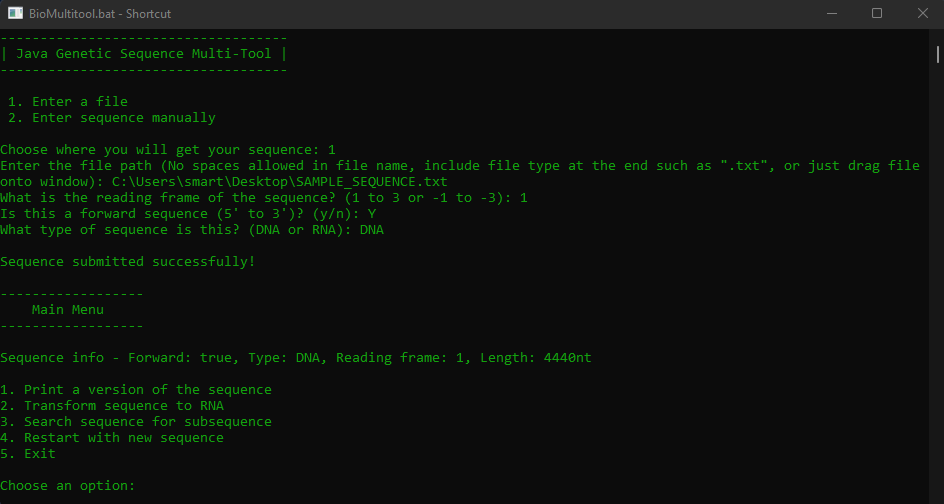 BioMultitool.bat - Shortcut
-----------------------------------
| Java Genetic Sequence Multi-Tool |
------------------------------------
1. Enter a file
2. Enter sequence manually
Choose where you will get your sequence: 1
Enter the file path (No spaces allowed in file name, include file type at the end such as ".txt", or just drag file
onto window): C:\Users\smart\Desktop\SAMPLE_SEQUENCE.txt
What is the reading frame of the sequence? (1 to 3 or -1 to -3): 1
Is this a forward sequence (5' to 3')? (y/n): Y
What type of sequence is this? (DNA or RNA): DNA
Sequence submitted successfully!
------------------
Main Menu
------------------
Sequence info - Forward: true, Type: DNA, Reading frame: 1, Length: 4440nt
1. Print a version of the sequence
2. Transform sequence to RNA
3. Search sequence for subsequence
4. Restart with new sequence
5. Exit
Choose an option: